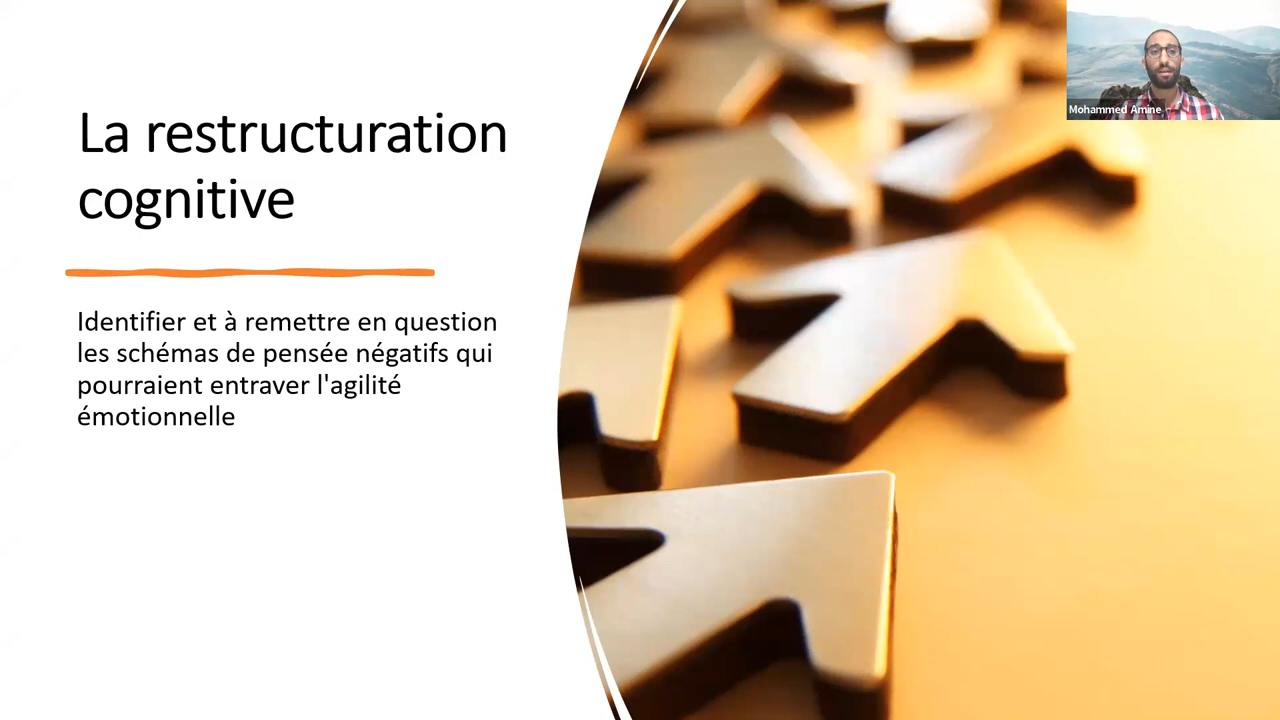 La restructuration
cognitive
Identifier et à remettre en question
les schémas de pensée négatifs qui
pourraient entraver l'agilité
émotionnelle
Mohammed Amine